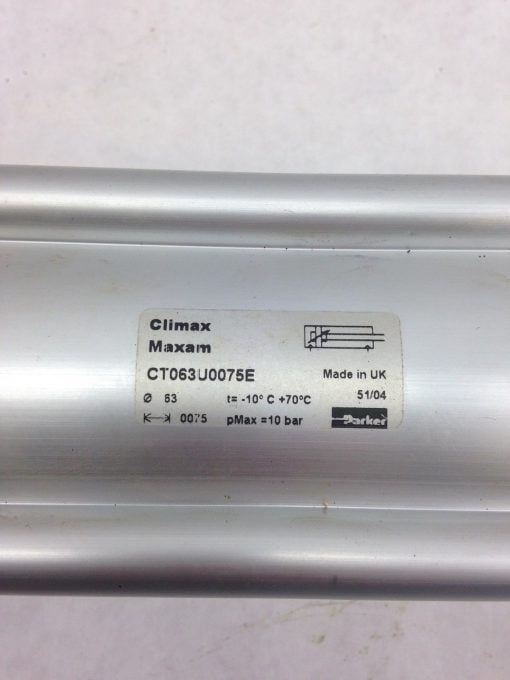 Climax
Maxam
CT063U0075E
Made in UK
Ø 63 t= -10° C +70°C 51/04
0075 pMax =10 bar Parker